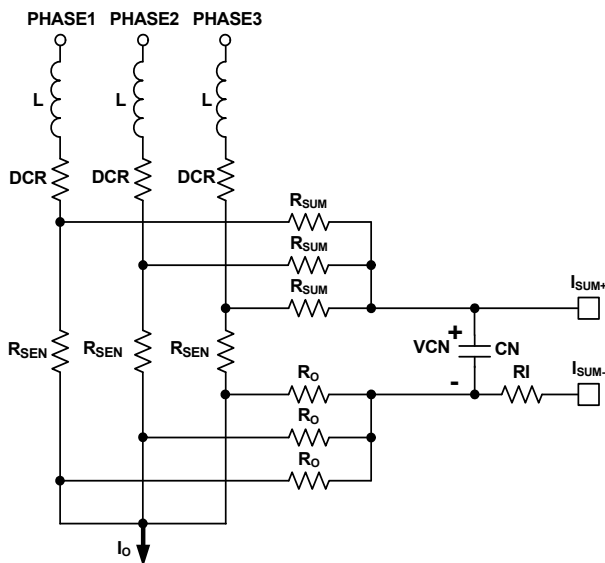 PHASE1 PHASE2 PHASE3
L L L
DCR DCR DCR
RSUM
RSUM
RSUM
ISUM+
RSEN RSEN RSEN
+
VCN CN
-
RO
RI
ISUM-
RO
RO
IO